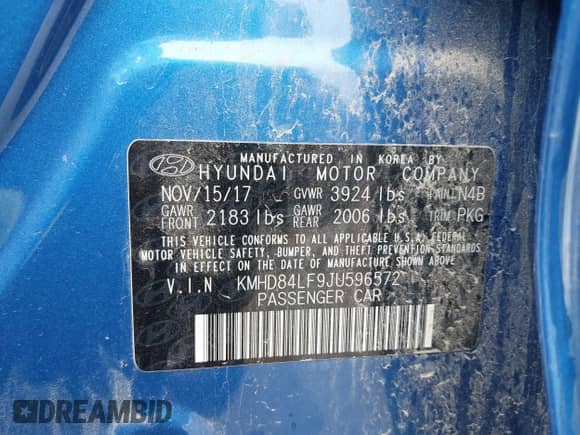 MANUFACTURED IN KOREA BY
HYUNDAI MOTOR COMPANY
NOV/15/17 GVWR 3924 lbs PAINT N4B
GAWR FRONT 2183 lbs GAWR REAR 2006 lbs TRIM PKG
THIS VEHICLE CONFORMS TO ALL APPLICABLE U.S.A. FEDERAL
MOTOR VEHICLE SAFETY, BUMPER, AND THEFT PREVENTION STANDARDS
IN EFFECT ON THE DATE OF MANUFACTURE SHOWN ABOVE.
V.I.N KMHD84LF9JU596572
PASSENGER CAR
DREAMBID